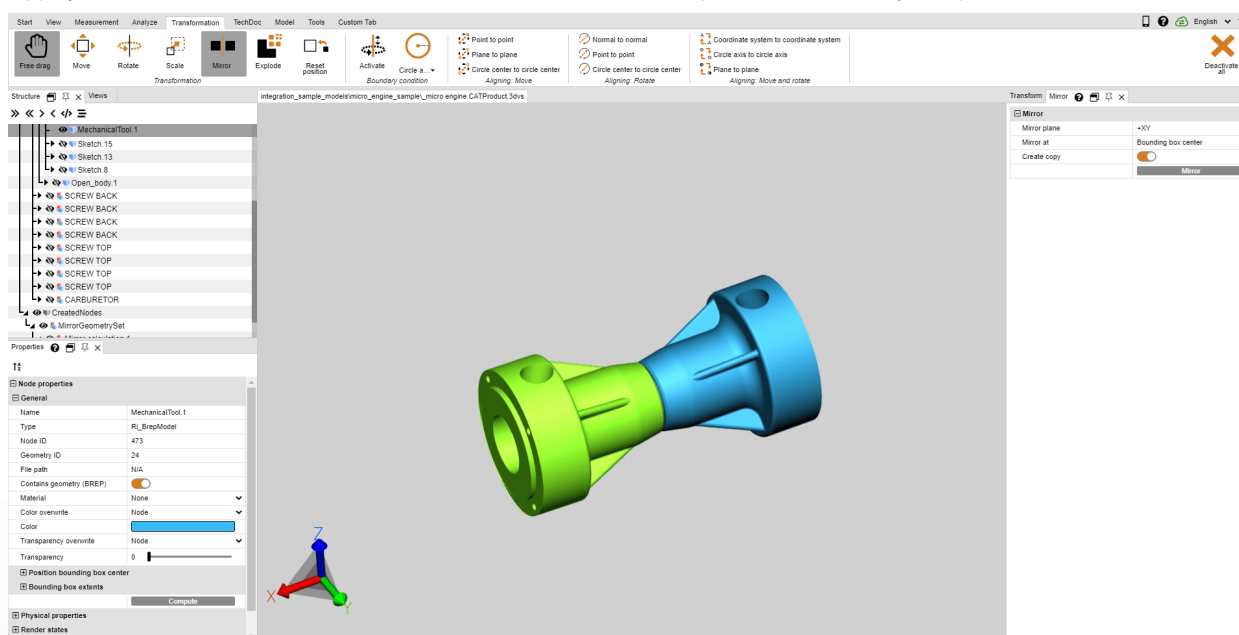 Start View Measurement Analyze Transformation TechDoc Model Tools Custom Tab English
Free drag Move Rotate Scale Mirror Explode Reset position Activate Circle a...
Point to point Normal to normal Coordinate system to coordinate system
Plane to plane Point to point Circle axis to circle axis
Circle center to circle center Circle center to circle center Plane to plane
Deactivate all
Transformation Boundary condition Aligning: Move Aligning: Rotate Aligning: Move and rotate
Structure Views
integration_sample_models\micro_engine_sample\_micro engine.CATProduct.3dvs
Transform Mirror
MechanicalTool.1
Sketch.15
Sketch.13
Sketch.8
Open_body.1
SCREW BACK
SCREW BACK
SCREW BACK
SCREW BACK
SCREW TOP
SCREW TOP
SCREW TOP
SCREW TOP
CARBURETOR
CreatedNodes
MirrorGeometrySet
Mirror
Mirror plane +XY
Mirror at Bounding box center
Create copy
Mirror
Properties
Node properties
General
Name MechanicalTool.1
Type Ri_BrepModel
Node ID 473
Geometry ID 24
File path N/A
Contains geometry (BREP)
Material None
Color overwrite Node
Color
Transparency overwrite Node
Transparency 0
Position bounding box center
Bounding box extents
Compute
Physical properties
Render states
Z
X
Y